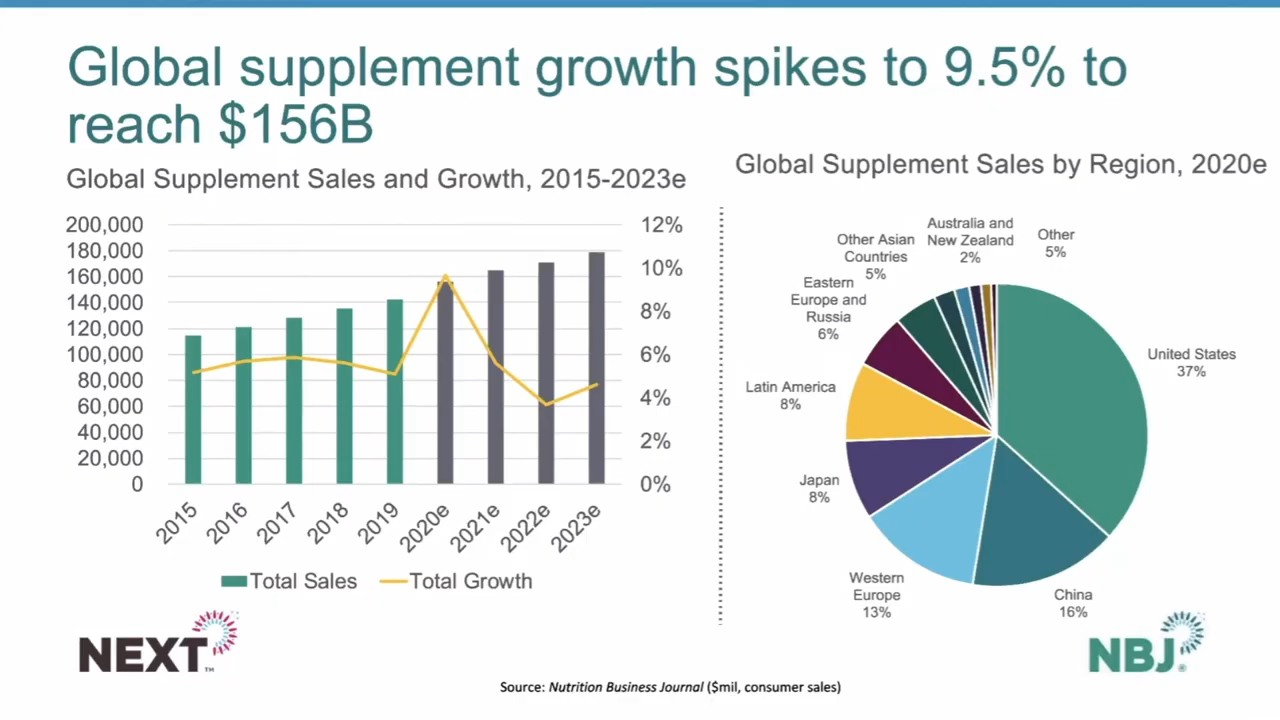 Global supplement growth spikes to 9.5% to
reach $156B
Global Supplement Sales and Growth, 2015-2023e
200,000
180,000
160,000
140,000
120,000
100,000
80,000
60,000
40,000
20,000
0
12%
10%
8%
6%
4%
2%
0%
2015
2016
2017
2018
2019
2020e
2021e
2022e
2023e
Total Sales
Total Growth
Global Supplement Sales by Region, 2020e
United States
37%
China
16%
Western
Europe
13%
Japan
8%
Latin America
8%
Eastern
Europe and
Russia
6%
Other Asian
Countries
5%
Australia and
New Zealand
2%
Other
5%
NEXT™
NBJ®
Source: Nutrition Business Journal ($mil, consumer sales)